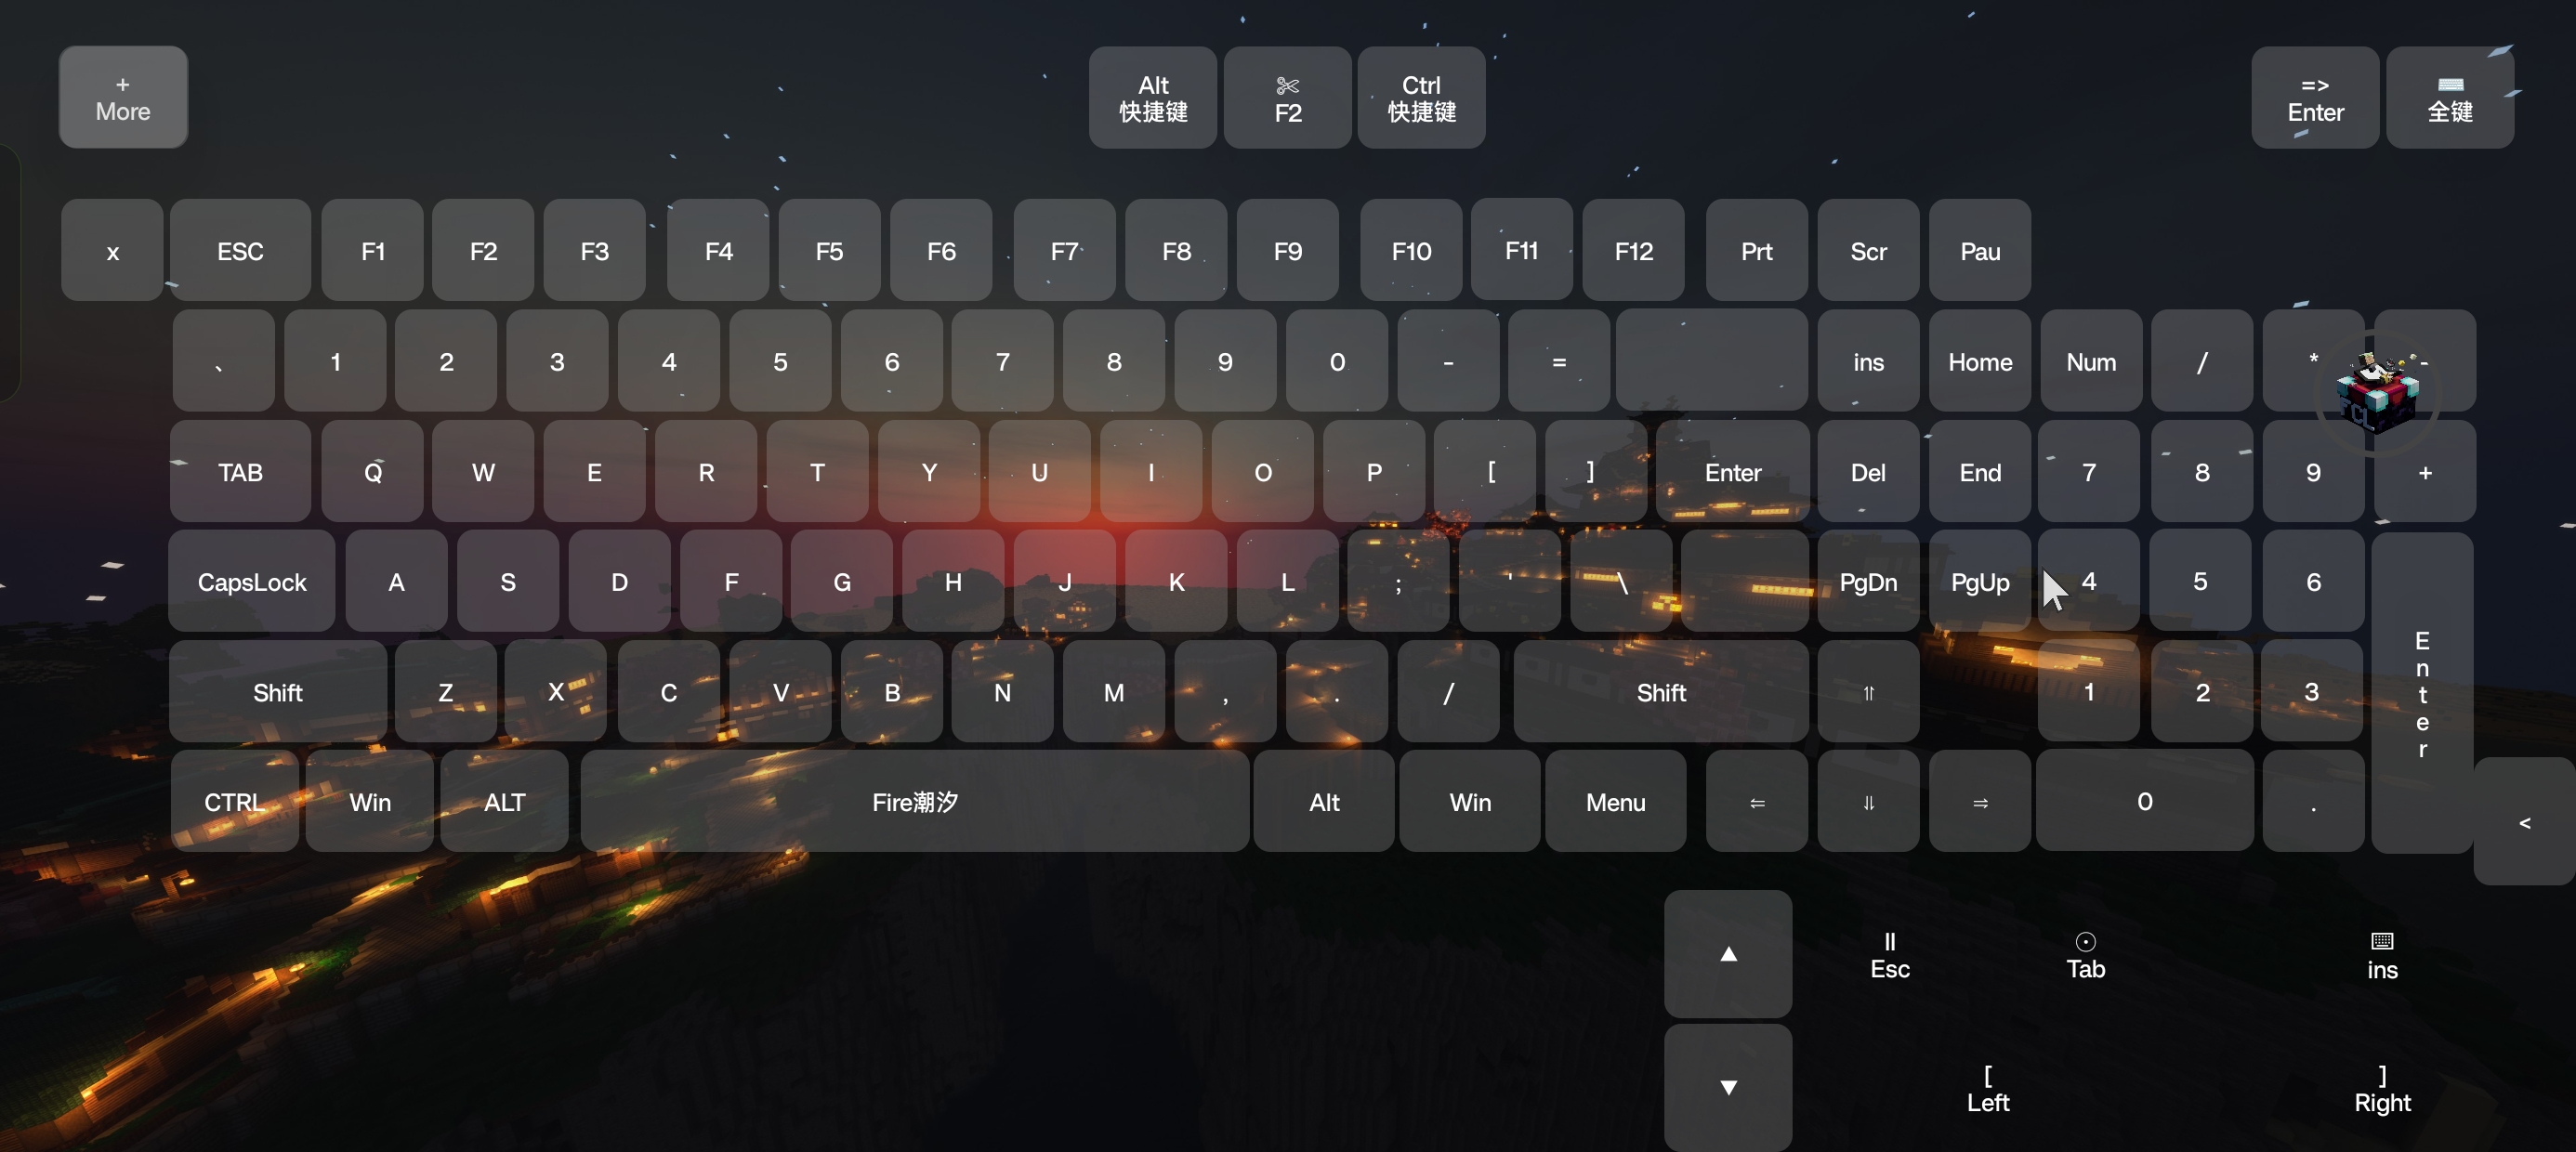 +
More
Alt
快捷键
✄
F2
Ctrl
快捷键
=>
Enter
⌨
全键
x ESC F1 F2 F3 F4 F5 F6 F7 F8 F9 F10 F11 F12 Prt Scr Pau
、 1 2 3 4 5 6 7 8 9 0 - = ins Home Num / * -
FCL
TAB Q W E R T Y U I O P [ ] Enter Del End 7 8 9 +
CapsLock A S D F G H J K L ; ' \ PgDn PgUp 4 5 6
Shift Z X C V B N M , . / Shift ⥮ 1 2 3
Enter
CTRL Win ALT Fire潮汐 Alt Win Menu ⇐ ⥥ ⇒ 0 .
<
▲
||
Esc
☉
Tab
⌨
ins
▼
[
Left
]
Right